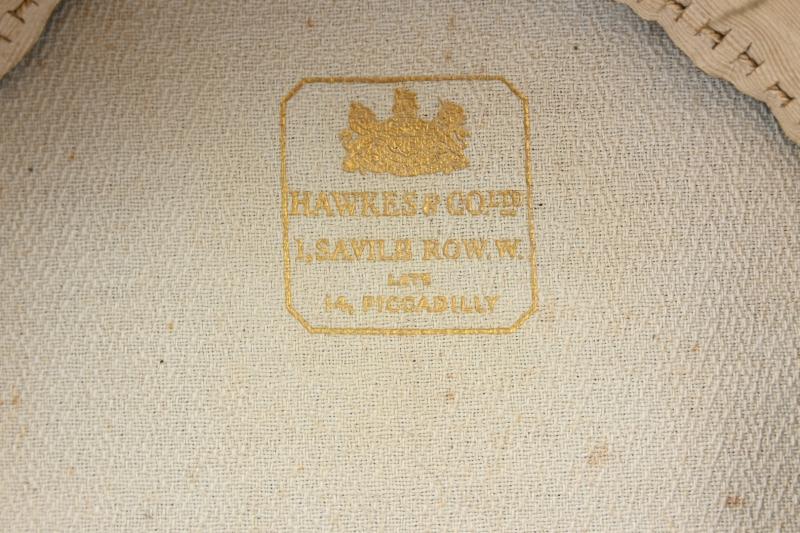 HAWKES & CO. LTD
1, SAVILE ROW. W.
LATE
14, PICCADILLY